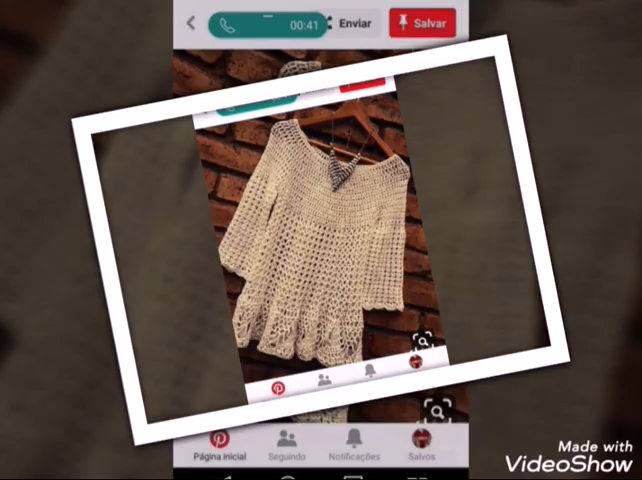 00:41
Enviar
Salvar
Página inicial
Seguindo
Notificações
Salvos
Made with
VideoShow